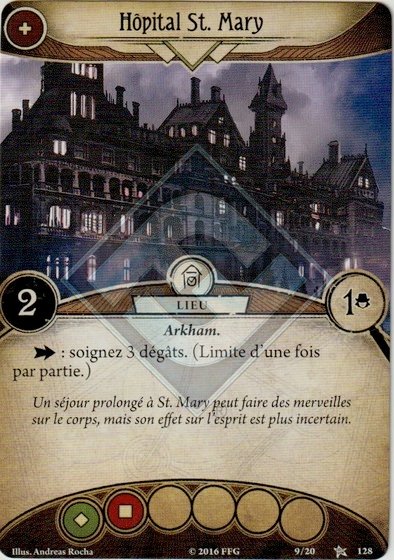 Hôpital St. Mary
2
LIEU
1
Arkham.
: soignez 3 dégâts. (Limite d'une fois
par partie.)
Un séjour prolongé à St. Mary peut faire des merveilles
sur le corps, mais son effet sur l'esprit est plus incertain.
Illus. Andreas Rocha
© 2016 FFG
9/20
128